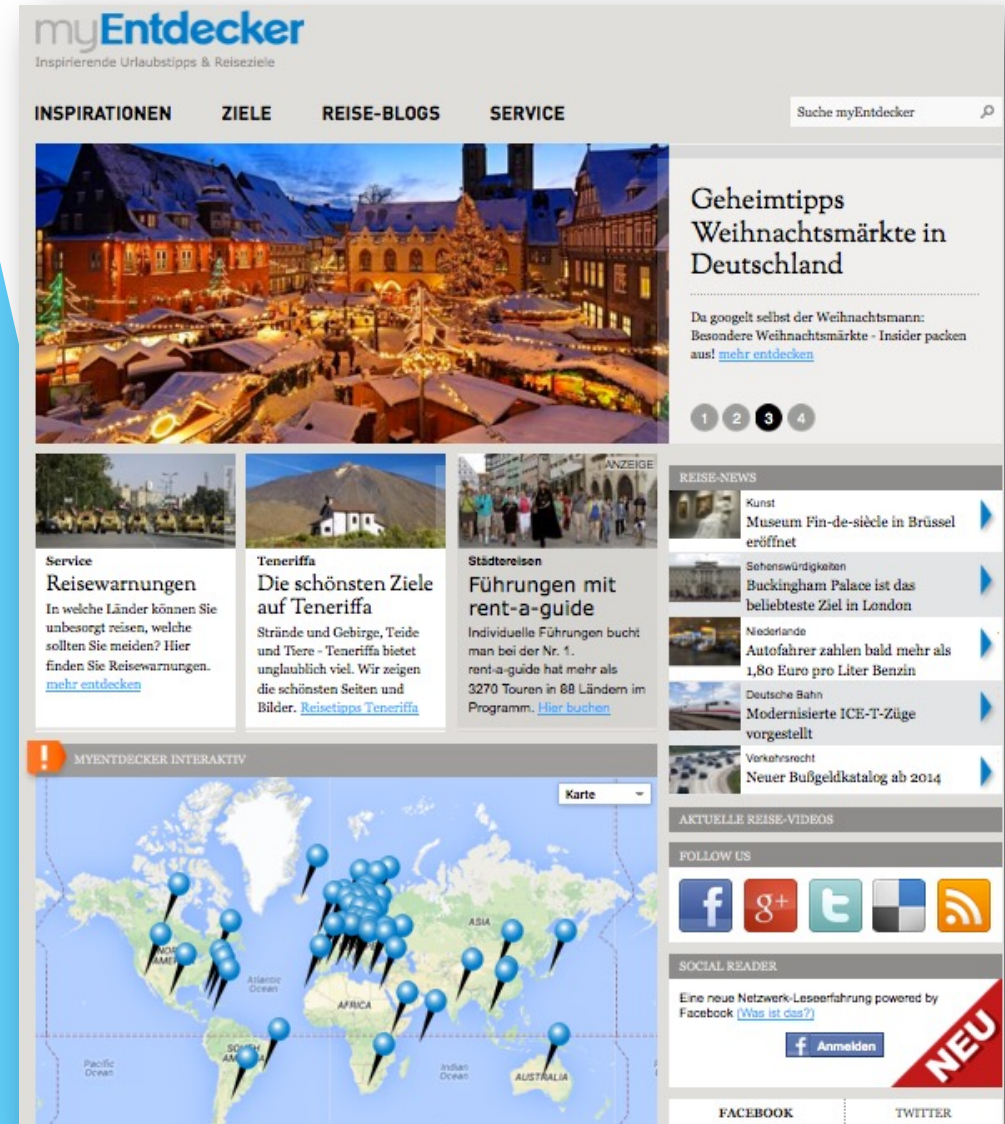 myEntdecker
Inspirierende Urlaubstipps & Reiseziele
INSPIRATIONEN ZIELE REISE-BLOGS SERVICE
Suche myEntdecker
Geheimtipps
Weihnachtsmärkte in
Deutschland
Da googelt selbst der Weihnachtsmann:
Besondere Weihnachtsmärkte - Insider packen
aus! mehr entdecken
1 2 3 4
Service
Reisewarnungen
In welche Länder können Sie
unbesorgt reisen, welche
sollten Sie meiden? Hier
finden Sie Reisewarnungen.
mehr entdecken
Teneriffa
Die schönsten Ziele
auf Teneriffa
Strände und Gebirge, Teide
und Tiere - Teneriffa bietet
unglaublich viel. Wir zeigen
die schönsten Seiten und
Bilder. Reisetipps Teneriffa
ANZEIGE
Städtereisen
Führungen mit
rent-a-guide
Individuelle Führungen bucht
man bei der Nr. 1.
rent-a-guide hat mehr als
3270 Touren in 88 Ländern im
Programm. Hier buchen
REISE-NEWS
Kunst
Museum Fin-de-siècle in Brüssel
eröffnet
Sehenswürdigkeiten
Buckingham Palace ist das
beliebteste Ziel in London
Niederlande
Autofahrer zahlen bald mehr als
1,80 Euro pro Liter Benzin
Deutsche Bahn
Modernisierte ICE-T-Züge
vorgestellt
Verkehrsrecht
Neuer Bußgeldkatalog ab 2014
AKTUELLE REISE-VIDEOS
FOLLOW US
f g+ t
SOCIAL READER
Eine neue Netzwerk-Leseerfahrung powered by
Facebook (Was ist das?)
f Anmelden
NEU
FACEBOOK TWITTER
! MYENTDECKER INTERAKTIV
Karte
ASIA
Atlantic
Ocean
AFRICA
Pacific
Ocean
Indian
Ocean
AUSTRALIA